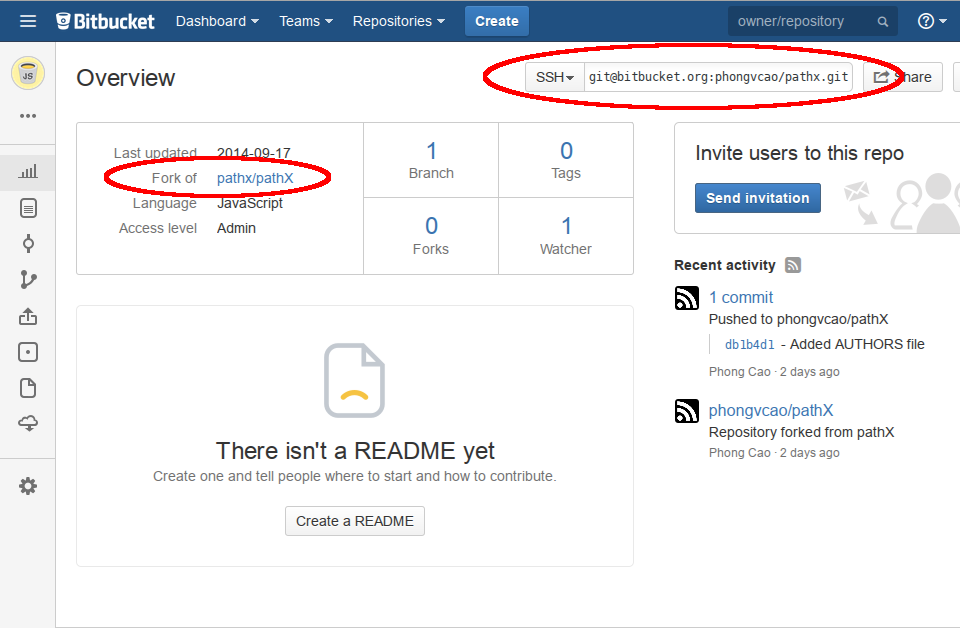 Bitbucket Dashboard Teams Repositories Create owner/repository ?
JS
Overview
SSH git@bitbucket.org:phongvcao/pathx.git Share
Last updated 2014-09-17
Fork of pathx/pathX
Language JavaScript
Access level Admin
1
Branch
0
Tags
0
Forks
1
Watcher
Invite users to this repo
Send invitation
Recent activity
1 commit
Pushed to phongvcao/pathX
db1b4d1 - Added AUTHORS file
Phong Cao · 2 days ago
phongvcao/pathX
Repository forked from pathX
Phong Cao · 2 days ago
There isn't a README yet
Create one and tell people where to start and how to contribute.
Create a README